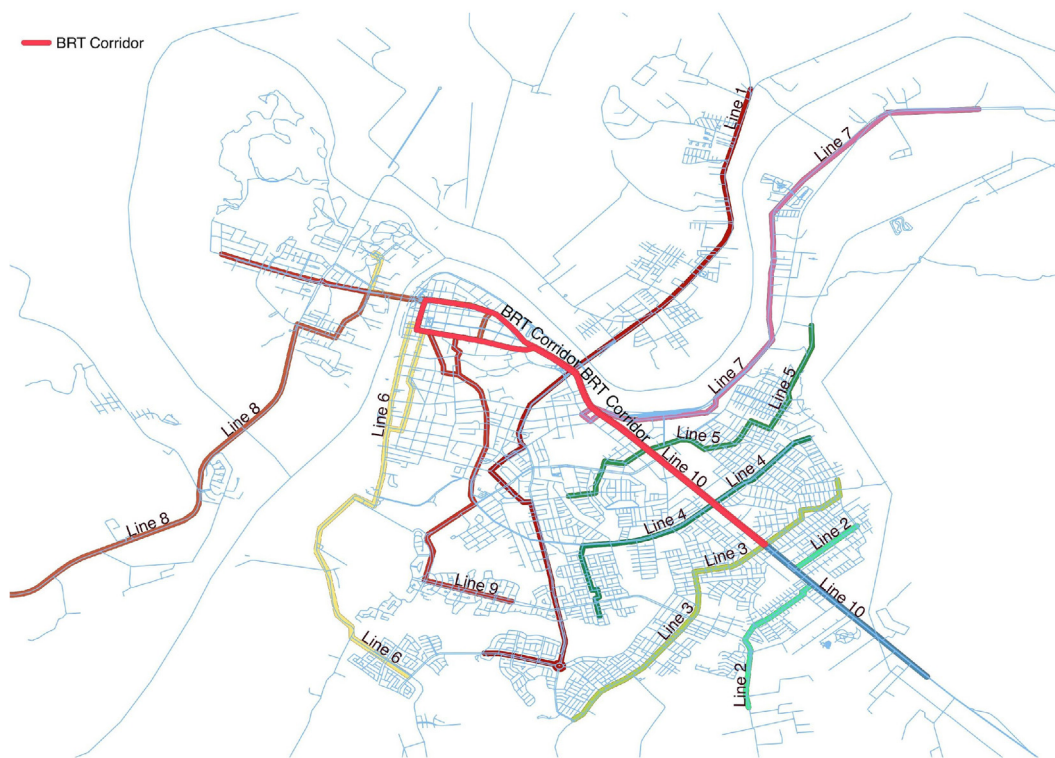 BRT Corridor
Line 1
Line 7
BRT Corridor
BRT Corridor
Line 7
Line 5
Line 6
Line 8
Line 5
Line 10
Line 4
Line 8
Line 4
Line 2
Line 3
Line 9
Line 10
Line 3
Line 6
Line 2